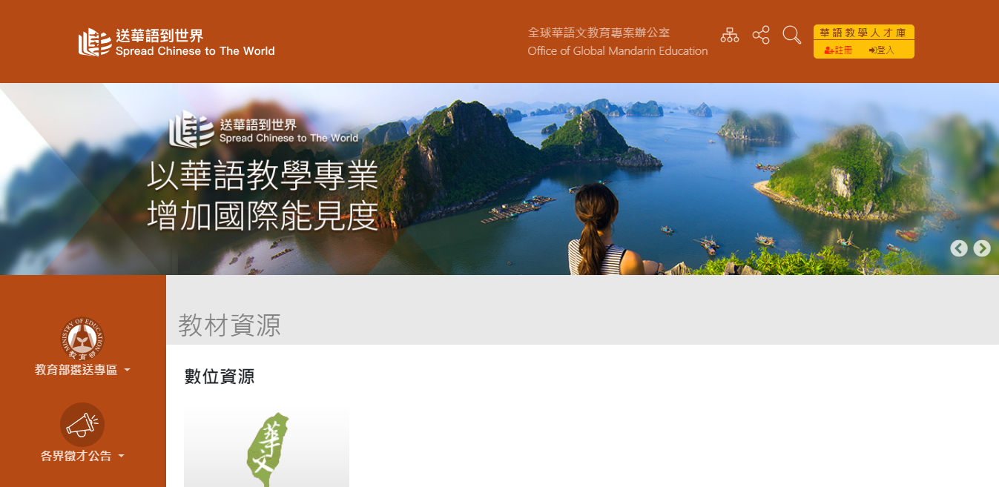 送華語到世界
Spread Chinese to The World
全球華語文教育專案辦公室
Office of Global Mandarin Education
華語教學人才庫
註冊 登入
送華語到世界
Spread Chinese to The World
以華語教學專業
增加國際能見度
MINISTRY OF EDUCATION
教育部
教育部選送專區
各界徵才公告
教材資源
數位資源
華文